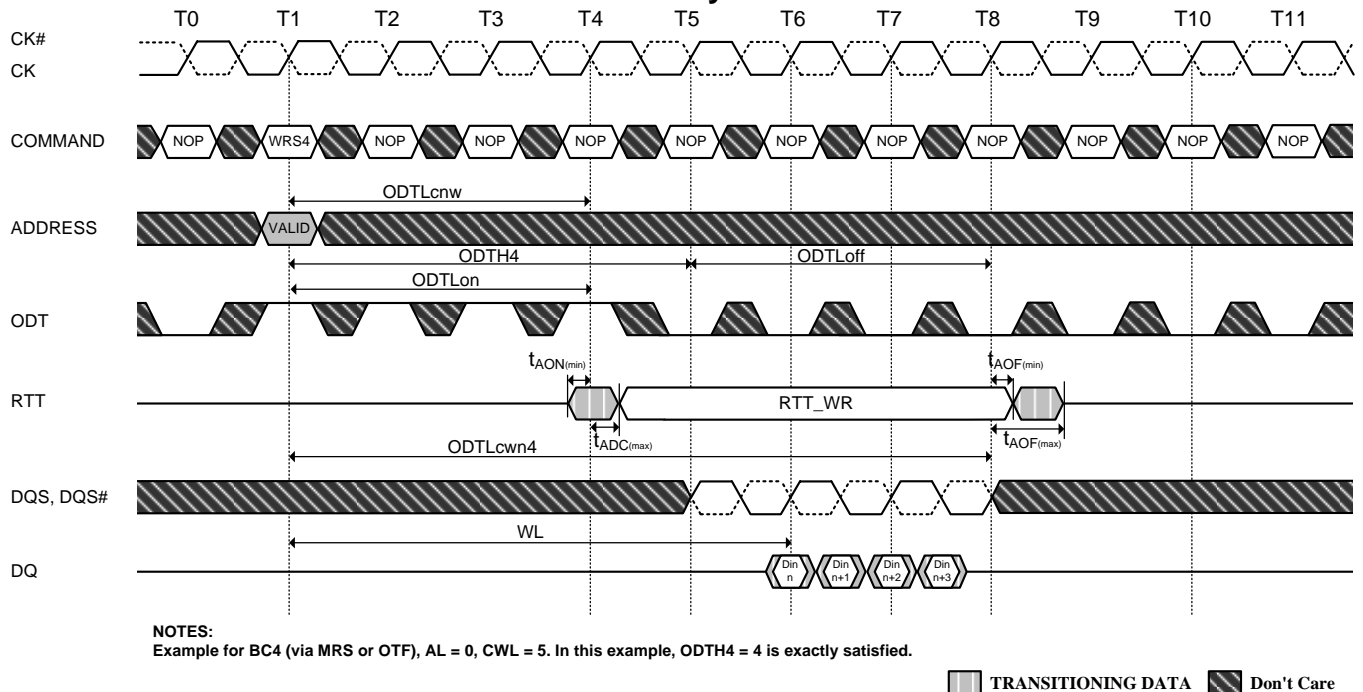 T0 T1 T2 T3 T4 T5 T6 T7 T8 T9 T10 T11
CK#
CK
COMMAND NOP WRS4 NOP NOP NOP NOP NOP NOP NOP NOP NOP NOP
ODTLcnw
ADDRESS VALID
ODTH4 ODTLoff
ODTLon
ODT
tAON(min) tAOF(min)
RTT RTT_WR
tADC(max) tAOF(max)
ODTLcwn4
DQS, DQS#
WL
DQ Din n Din n+1 Din n+2 Din n+3
NOTES:
Example for BC4 (via MRS or OTF), AL = 0, CWL = 5. In this example, ODTH4 = 4 is exactly satisfied.
TRANSITIONING DATA Don't Care